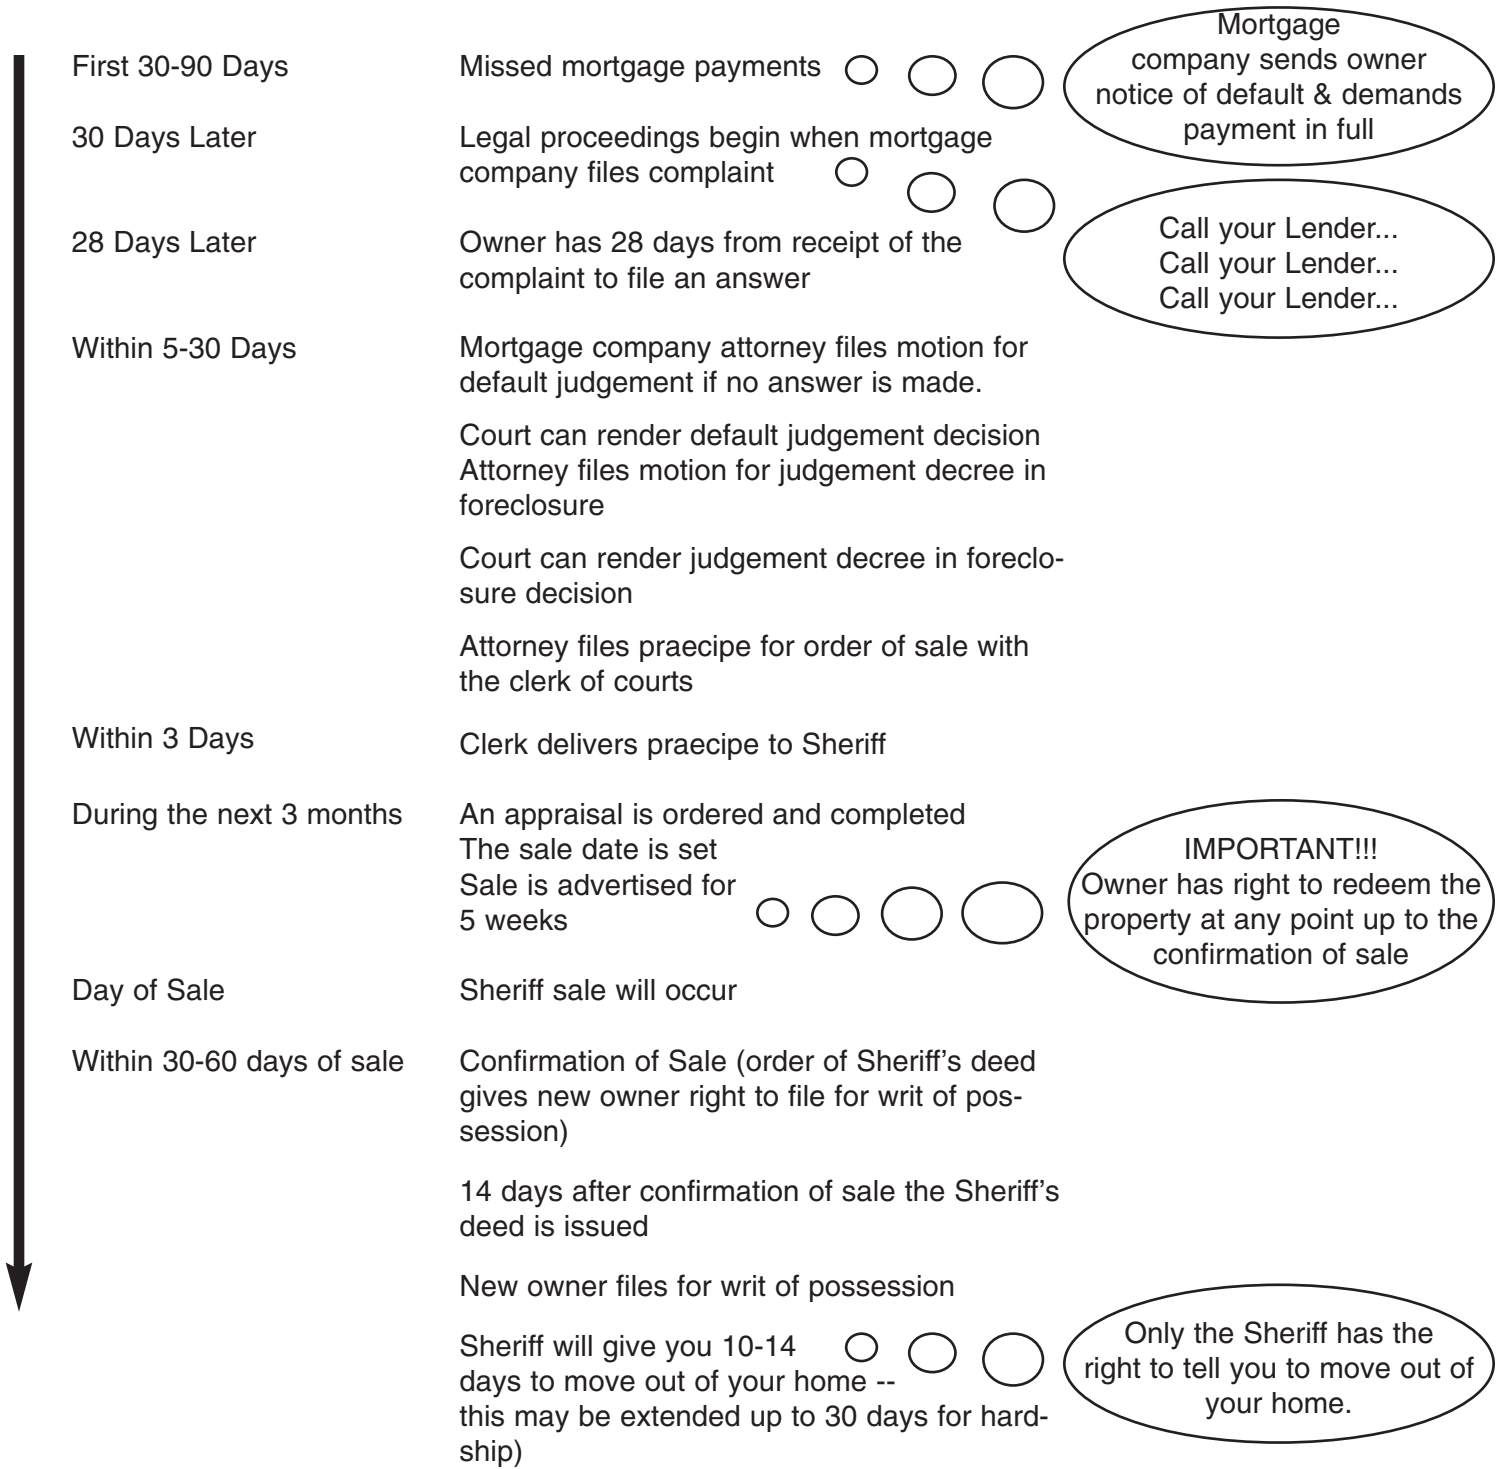 First 30-90 Days
Missed mortgage payments
Mortgage
company sends owner
notice of default & demands
payment in full
30 Days Later
Legal proceedings begin when mortgage
company files complaint
28 Days Later
Owner has 28 days from receipt of the
complaint to file an answer
Call your Lender...
Call your Lender...
Call your Lender...
Within 5-30 Days
Mortgage company attorney files motion for
default judgement if no answer is made.
Court can render default judgement decision
Attorney files motion for judgement decree in
foreclosure
Court can render judgement decree in foreclo-
sure decision
Attorney files praecipe for order of sale with
the clerk of courts
Within 3 Days
Clerk delivers praecipe to Sheriff
During the next 3 months
An appraisal is ordered and completed
The sale date is set
Sale is advertised for
5 weeks
IMPORTANT!!!
Owner has right to redeem the
property at any point up to the
confirmation of sale
Day of Sale
Sheriff sale will occur
Within 30-60 days of sale
Confirmation of Sale (order of Sheriff's deed
gives new owner right to file for writ of pos-
session)
14 days after confirmation of sale the Sheriff's
deed is issued
New owner files for writ of possession
Sheriff will give you 10-14
days to move out of your home --
this may be extended up to 30 days for hard-
ship)
Only the Sheriff has the
right to tell you to move out of
your home.